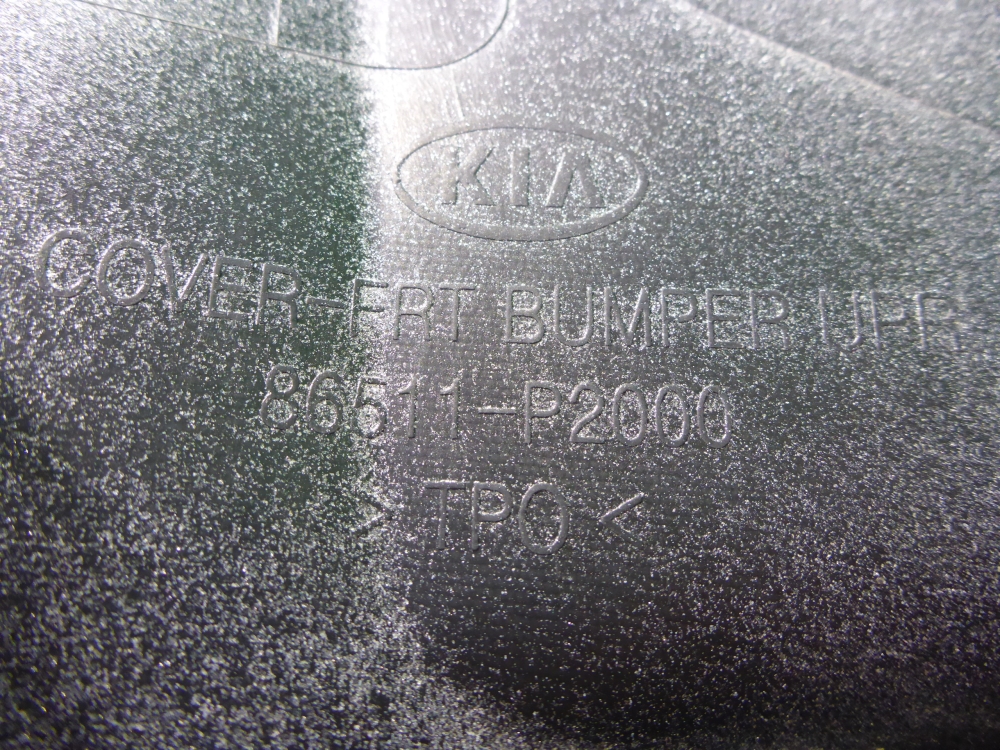 KIA
COVER-FRT BUMPER UPR
86511-P2000
> TPO <